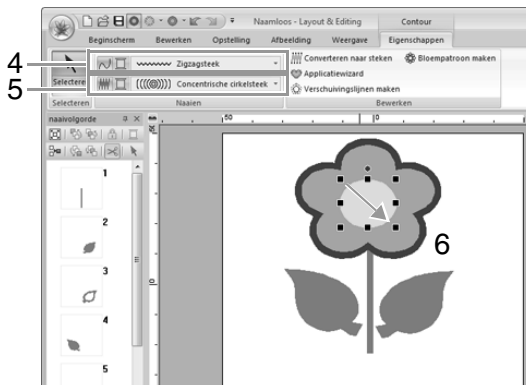 Naamloos - Layout & Editing
Contour
Beginscherm
Bewerken
Opstelling
Afbeelding
Weergave
Eigenschappen
4
Zigzagsteek
Converteren naar steken
Bloempatroon maken
Selecteren
Applicatiewizard
5
Concentrische cirkelsteek
Verschuivingslijnen maken
Selecteren
Naaien
Bewerken
naaivolgorde
1
2
3
4
5
6